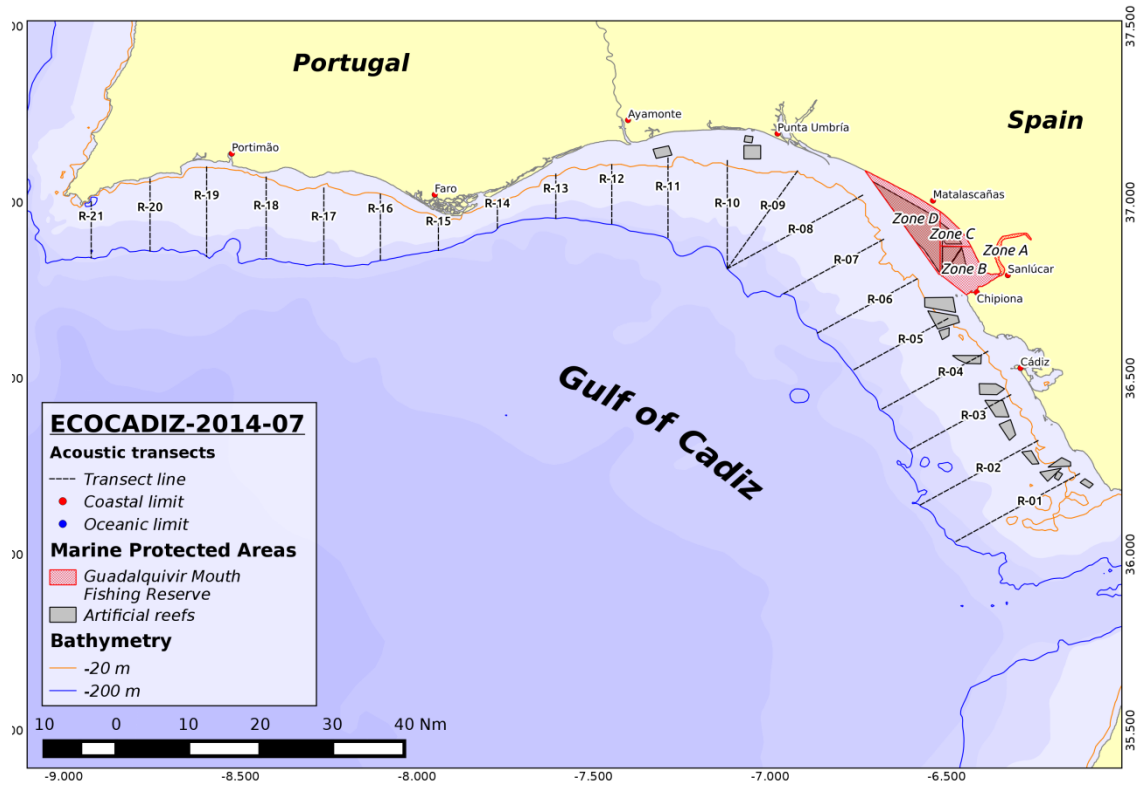 Portugal
Spain
Ayamonte
Punta Umbría
Portimão
Faro
Matalascañas
Sanlúcar
Chipiona
Cádiz
Zone D
Zone C
Zone A
Zone B
R-21
R-20
R-19
R-18
R-17
R-16
R-15
R-14
R-13
R-12
R-11
R-10
R-09
R-08
R-07
R-06
R-05
R-04
R-03
R-02
R-01
Gulf of Cadiz
ECOCADIZ-2014-07
Acoustic transects
Transect line
Coastal limit
Oceanic limit
Marine Protected Areas
Guadalquivir Mouth
Fishing Reserve
Artificial reefs
Bathymetry
-20 m
-200 m
10 0 10 20 30 40 Nm
-9.000 -8.500 -8.000 -7.500 -7.000 -6.500
37.500
37.000
36.500
36.000
35.500